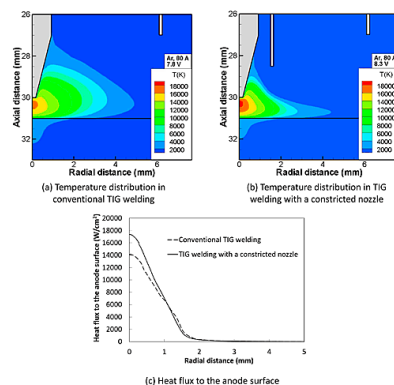 26
28
30
32
Axial distance (mm)
0
2
4
6
Radial distance (mm)
Ar, 80 A
7.8 V
T(K)
16000
14000
12000
10000
8000
6000
4000
2000
(a) Temperature distribution in
conventional TIG welding
26
28
30
32
Axial distance (mm)
0
2
4
6
Radial distance (mm)
Ar, 80 A
8.3 V
T(K)
16000
14000
12000
10000
8000
6000
4000
2000
(b) Temperature distribution in TIG
welding with a constricted nozzle
Heat flux to the anode surface (W/cm²)
20000
18000
16000
14000
12000
10000
8000
6000
4000
2000
0
Conventional TIG welding
TIG welding with a constricted nozzle
0
1
2
3
4
5
Radial distance (mm)
(c) Heat flux to the anode surface